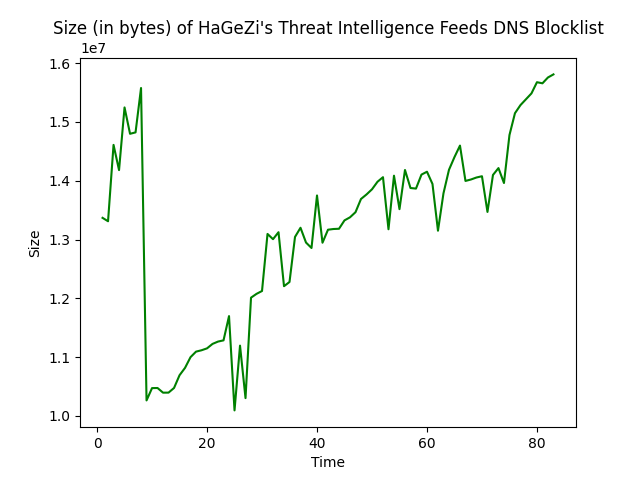 Size (in bytes) of HaGeZi's Threat Intelligence Feeds DNS Blocklist
1e7
1.6
1.5
1.4
1.3
1.2
1.1
1.0
Size
0 20 40 60 80
Time